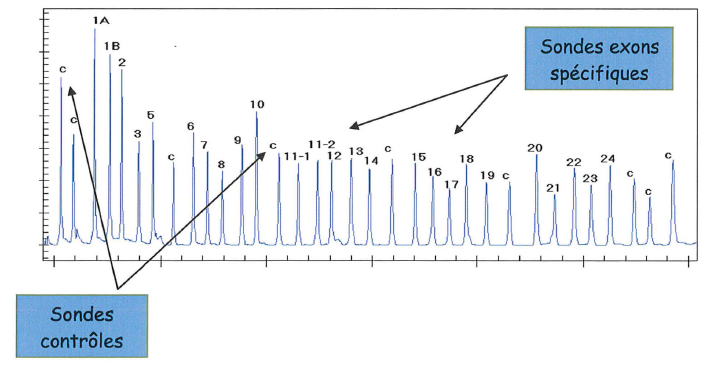 1A
1B
c
2
c
3
5
c
6
7
8
9
10
c
11-1
11-2
12
13
14
c
15
16
17
18
19
c
20
21
22
23
24
c
c
c
Sondes exons
spécifiques
Sondes
contrôles